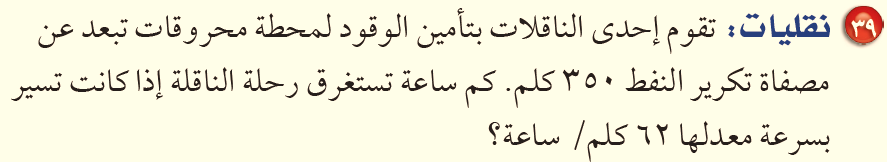 ٣٩ نقليات: تقوم إحدى الناقلات بتأمين الوقود لمحطة محروقات تبعد عن
مصفاة تكرير النفط ٣٥٠ كلم. كم ساعة تستغرق رحلة الناقلة إذا كانت تسير
بسرعة معدلها ٦٢ كلم/ ساعة؟